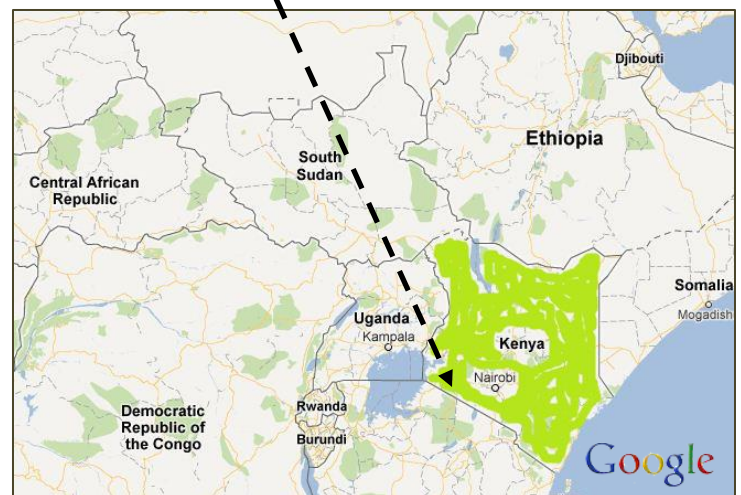 Djibouti
Ethiopia
South
Sudan
Central African
Republic
Somalia
Mogadish
Uganda
Kampala
Kenya
Nairobi
Rwanda
Democratic
Republic of
the Congo
Burundi
Google